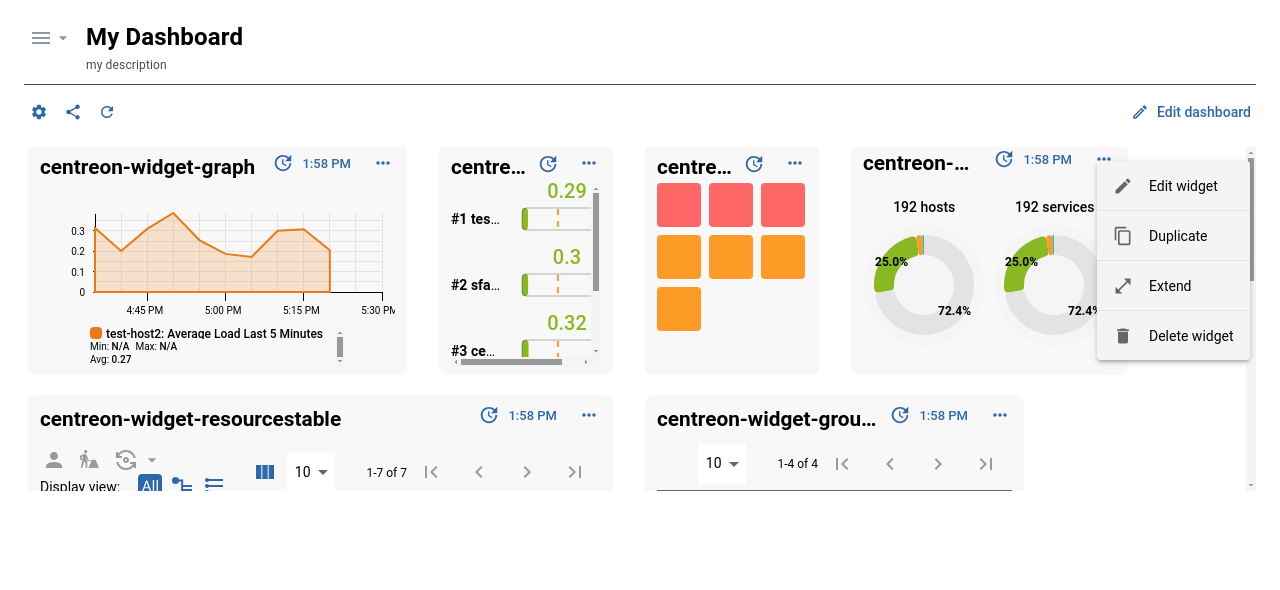 My Dashboard
my description
Edit dashboard
centreon-widget-graph 1:58 PM
0.3
0.2
0.1
0
4:45 PM 5:00 PM 5:15 PM 5:30 PM
test-host2: Average Load Last 5 Minutes
Min: N/A Max: N/A
Avg: 0.27
centre...
0.29
#1 tes...
0.3
#2 sfa...
0.32
#3 ce...
centre...
centreon-... 1:58 PM
192 hosts
25.0%
72.4%
192 services
25.0%
72.4%
Edit widget
Duplicate
Extend
Delete widget
centreon-widget-resourcestable 1:58 PM
10 1-7 of 7
Display view: All
centreon-widget-grou... 1:58 PM
10 1-4 of 4